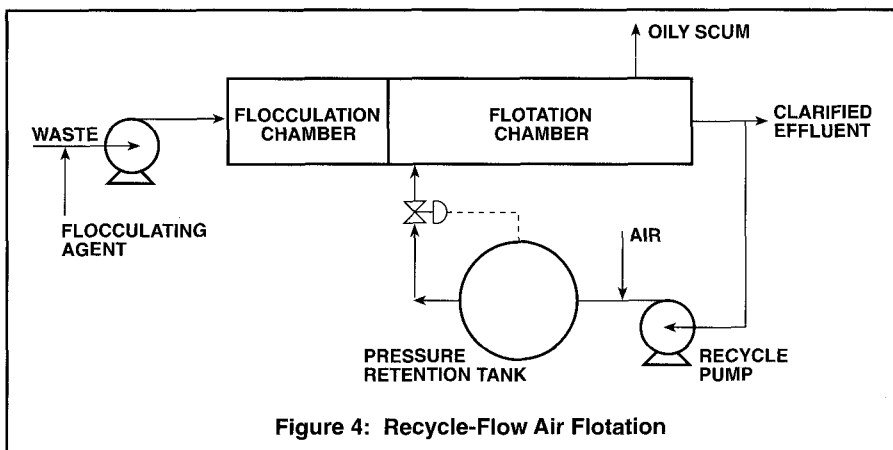 OILY SCUM
FLOCCULATION
CHAMBER
FLOTATION
CHAMBER
CLARIFIED
EFFLUENT
WASTE
FLOCCULATING
AGENT
AIR
PRESSURE
RETENTION TANK
RECYCLE
PUMP
Figure 4: Recycle-Flow Air Flotation